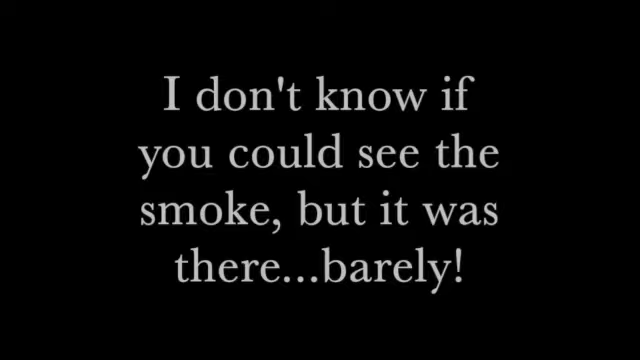 I don't know if
you could see the
smoke, but it was
there...barely!